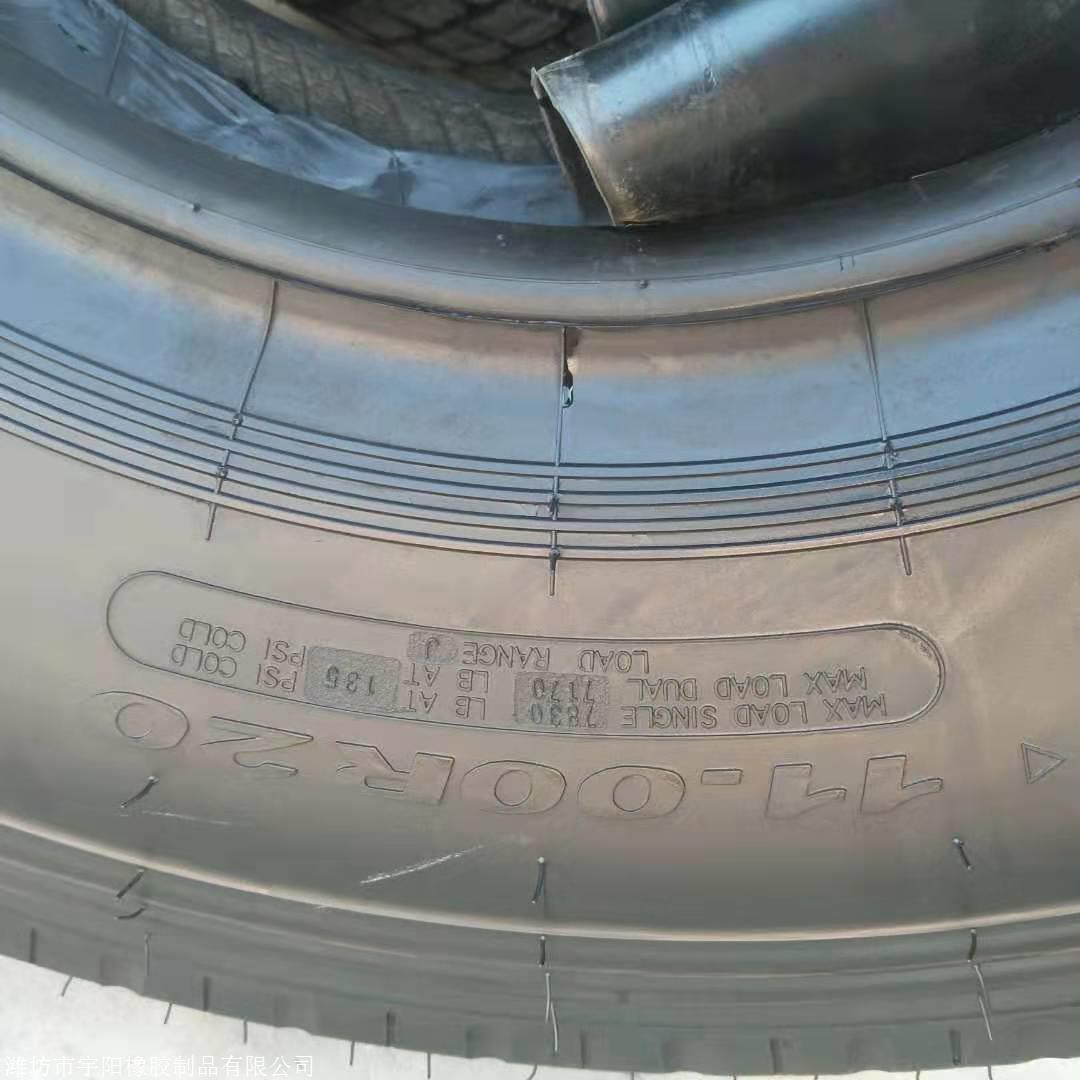 11.00R20
MAX LOAD SINGLE 7830 LB AT 135 PSI COLD
MAX LOAD DUAL 7170 LB AT PSI COLD
LOAD RANGE J
潍坊市宇阳橡胶制品有限公司